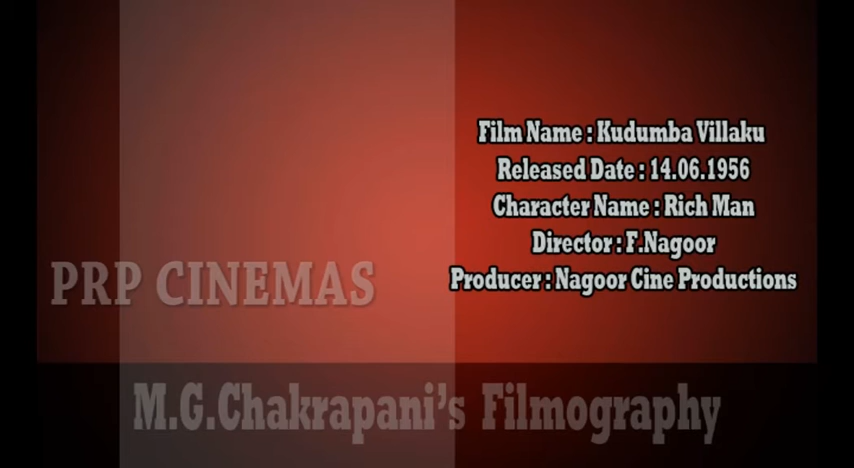 Film Name : Kudumba Villaku
Released Date : 14.06.1956
Character Name : Rich Man
Director : F.Nagoor
Producer : Nagoor Cine Productions
PRP CINEMAS
M.G.Chakrapani's Filmography